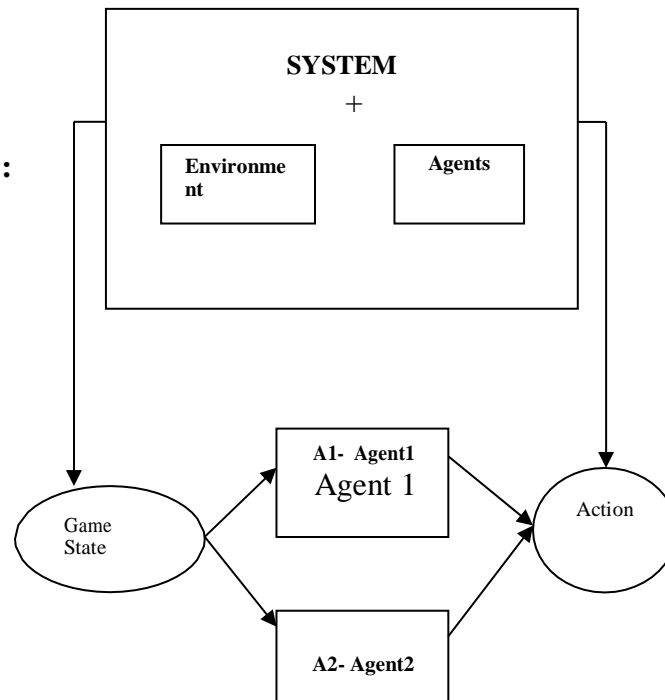 SYSTEM
+
:
Environme
nt
Agents
A1- Agent1
Agent 1
Game
State
Action
A2- Agent2